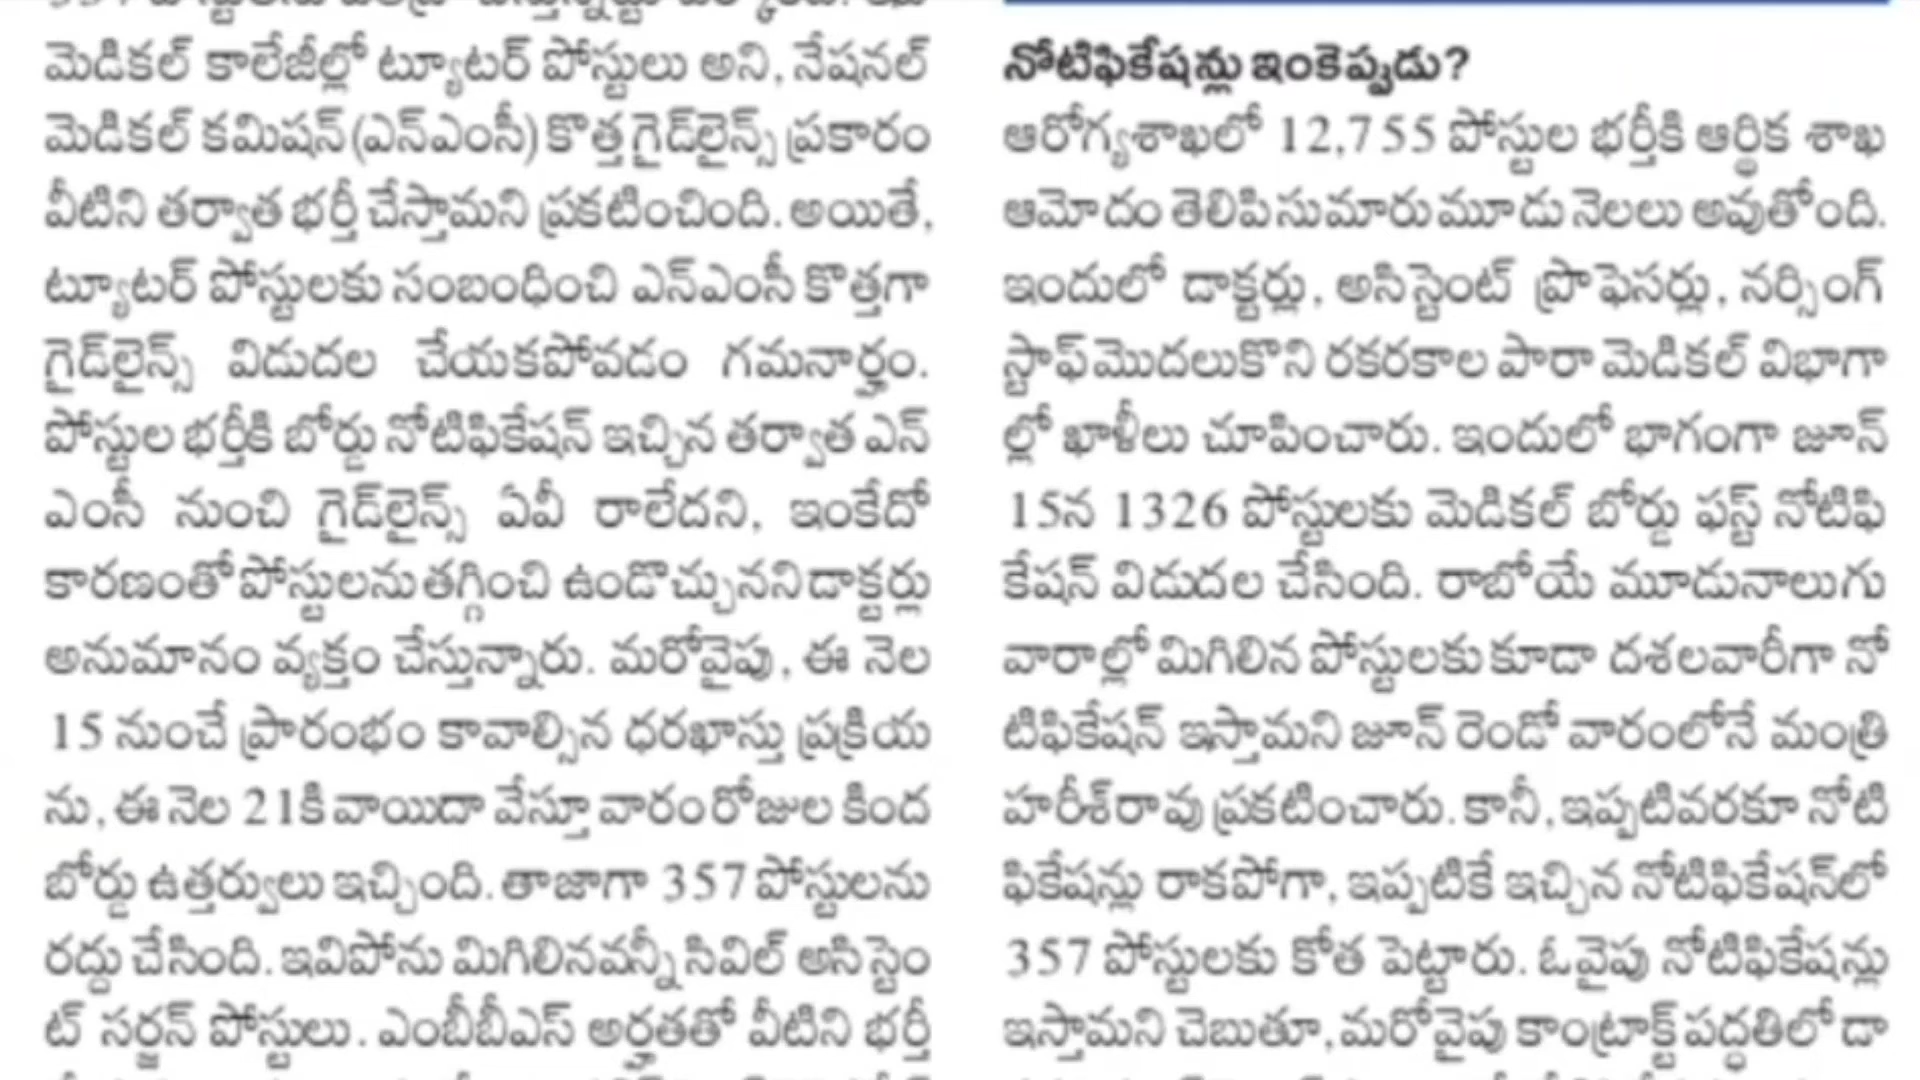 మెడికల్ కాలేజీల్లో ట్యూటర్ పోస్టులు అని, నేషనల్
మెడికల్ కమిషన్(ఎన్ఎంసీ) కొత్త గైడ్‌లైన్స్ ప్రకారం
వీటిని తర్వాత భర్తీ చేస్తామని ప్రకటించింది. అయితే,
ట్యూటర్ పోస్టులకు సంబంధించి ఎన్ఎంసీ కొత్తగా
గైడ్‌లైన్స్ విడుదల చేయకపోవడం గమనార్హం.
పోస్టుల భర్తీకి బోర్డు నోటిఫికేషన్ ఇచ్చిన తర్వాత ఎన్
ఎంసీ నుంచి గైడ్‌లైన్స్ ఏవీ రాలేదని, ఇంకేదో
కారణంతో పోస్టులను తగ్గించి ఉండొచ్చునని డాక్టర్లు
అనుమానం వ్యక్తం చేస్తున్నారు. మరోవైపు, ఈ నెల
15 నుంచే ప్రారంభం కావాల్సిన ధరఖాస్తు ప్రక్రియ
ను, ఈ నెల 21కి వాయిదా వేస్తూ వారం రోజుల కింద
బోర్డు ఉత్తర్వులు ఇచ్చింది. తాజాగా 357 పోస్టులను
రద్దు చేసింది. ఇవిపోను మిగిలినవన్నీ సివిల్ అసిస్టెం
ట్ సర్జన్ పోస్టులు. ఎంబీబీఎస్ అర్హతతో వీటిని భర్తీ
నోటిఫికేషన్లు ఇంకెప్పుడు?
ఆరోగ్యశాఖలో 12,755 పోస్టుల భర్తీకి ఆర్థిక శాఖ
ఆమోదం తెలిపి సుమారు మూడు నెలలు అవుతోంది.
ఇందులో డాక్టర్లు, అసిస్టెంట్ ప్రొఫెసర్లు, నర్సింగ్
స్టాఫ్ మొదలుకొని రకరకాల పారా మెడికల్ విభాగా
ల్లో ఖాళీలు చూపించారు. ఇందులో భాగంగా జూన్
15న 1326 పోస్టులకు మెడికల్ బోర్డు ఫస్ట్ నోటిఫి
కేషన్ విడుదల చేసింది. రాబోయే మూడునాలుగు
వారాల్లో మిగిలిన పోస్టులకు కూడా దశలవారీగా నో
టిఫికేషన్ ఇస్తామని జూన్ రెండో వారంలోనే మంత్రి
హరీశ్‌రావు ప్రకటించారు. కానీ, ఇప్పటివరకూ నోటి
ఫికేషన్లు రాకపోగా, ఇప్పటికే ఇచ్చిన నోటిఫికేషన్‌లో
357 పోస్టులకు కోత పెట్టారు. ఓవైపు నోటిఫికేషన్లు
ఇస్తామని చెబుతూ, మరోవైపు కాంట్రాక్ట్ పద్ధతిలో డా